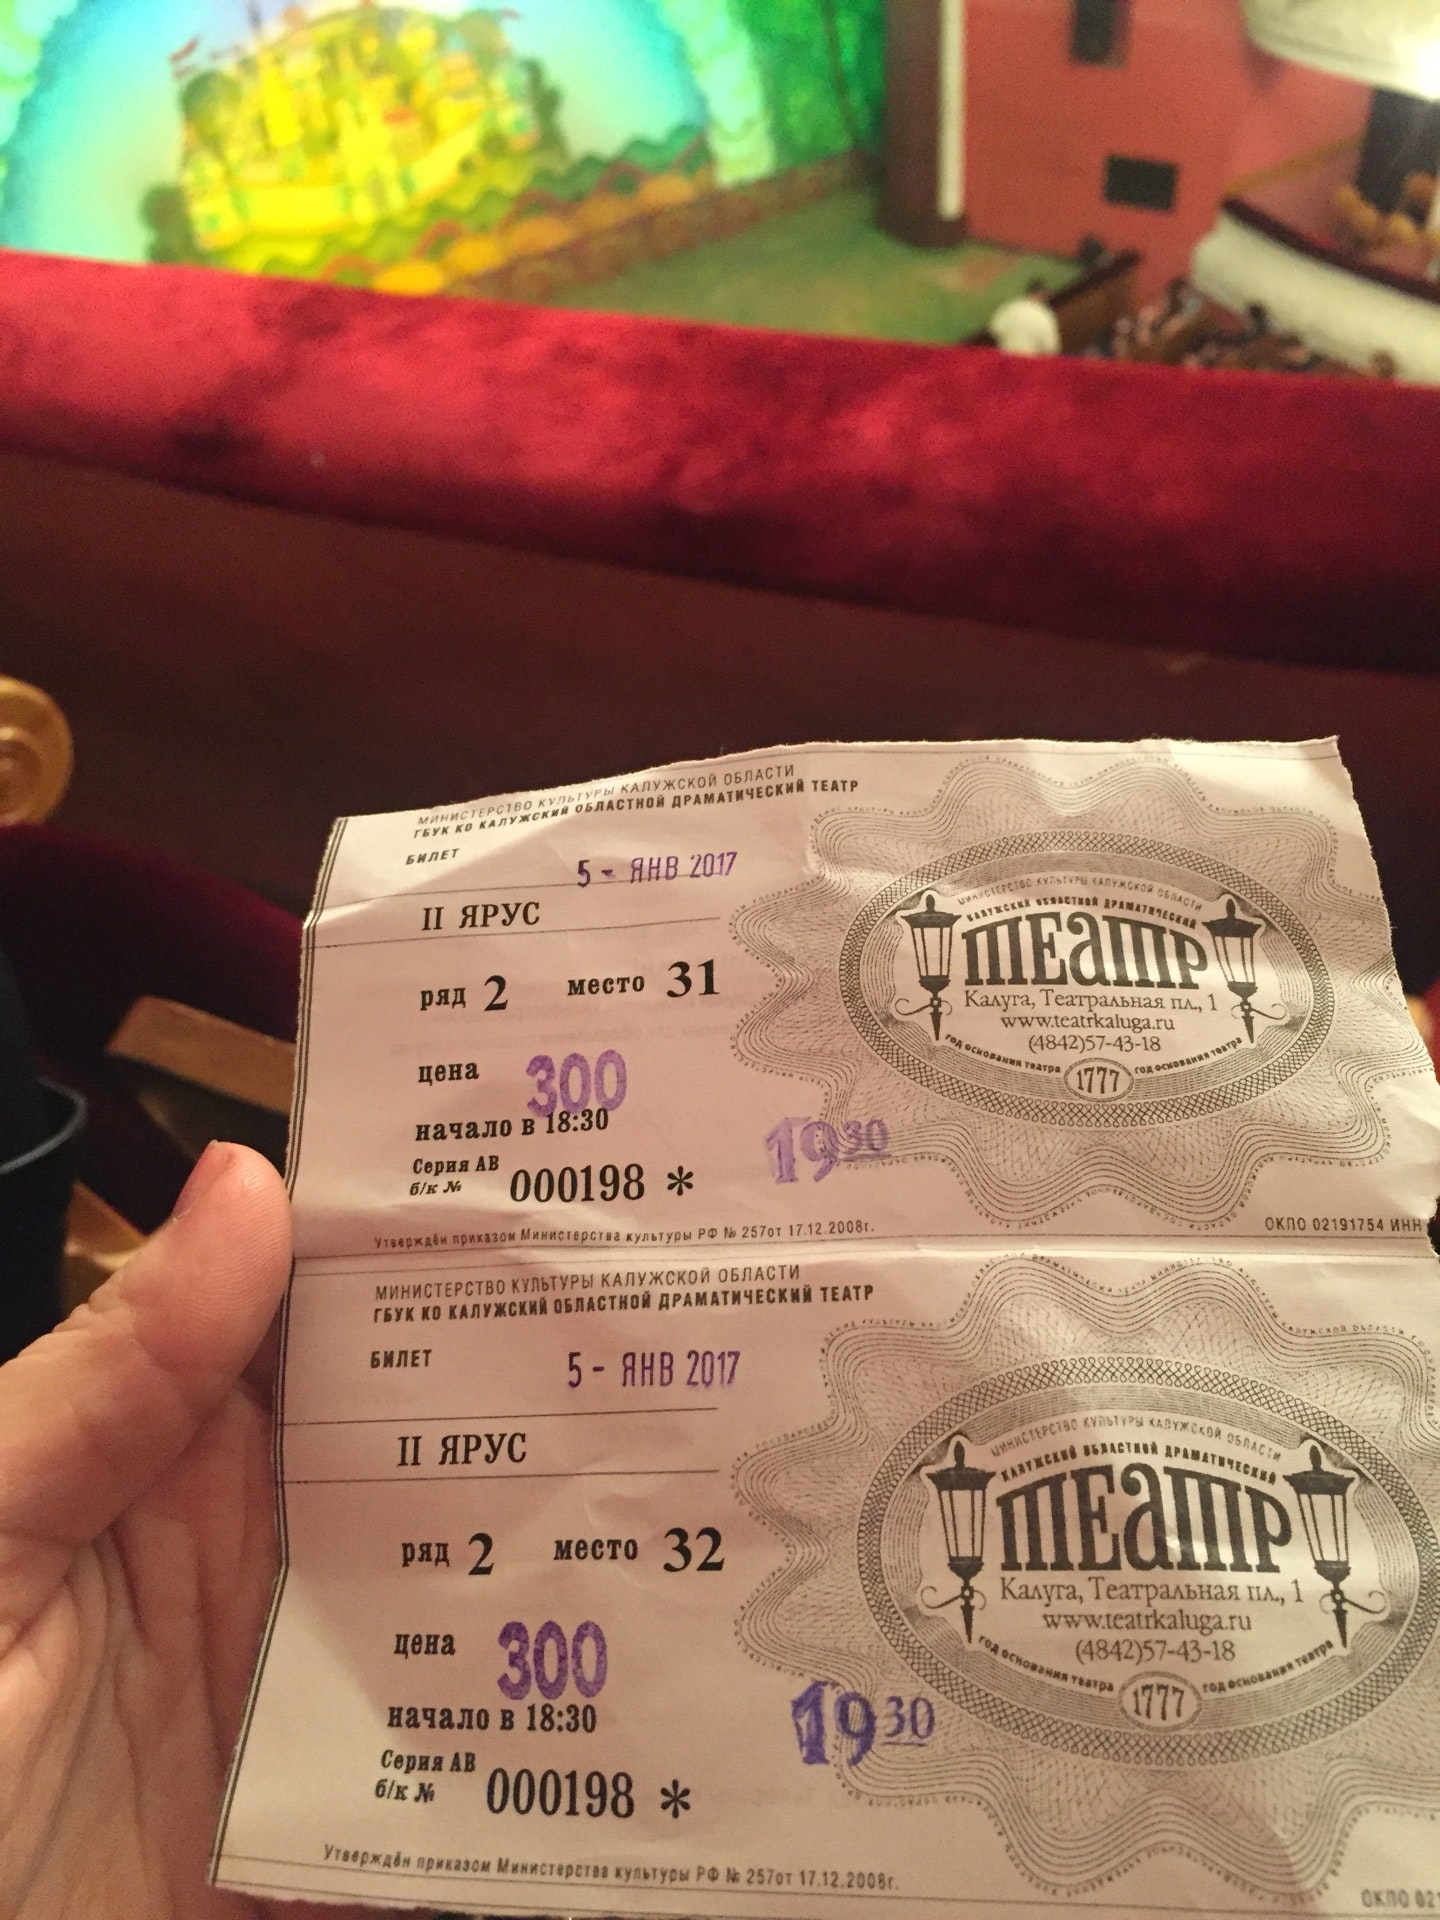 МИНИСТЕРСТВО КУЛЬТУРЫ КАЛУЖСКОЙ ОБЛАСТИ
ГБУК КО КАЛУЖСКИЙ ОБЛАСТНОЙ ДРАМАТИЧЕСКИЙ ТЕАТР
БИЛЕТ
5 - ЯНВ 2017
II ЯРУС
ряд 2 место 31
цена 300
начало в 18:30
19 30
Серия АВ
б/к № 000198 *
Утверждён приказом Министерства культуры РФ № 257от 17.12.2008г.
МИНИСТЕРСТВО КУЛЬТУРЫ КАЛУЖСКОЙ ОБЛАСТИ
КАЛУЖСКИЙ ОБЛАСТНОЙ ДРАМАТИЧЕСКИЙ
ТЕАТР
Калуга, Театральная пл., 1
www.teatrkaluga.ru
(4842)57-43-18
год основания театра 1777 год основания театра
ОКПО 02191754 ИНН
МИНИСТЕРСТВО КУЛЬТУРЫ КАЛУЖСКОЙ ОБЛАСТИ
ГБУК КО КАЛУЖСКИЙ ОБЛАСТНОЙ ДРАМАТИЧЕСКИЙ ТЕАТР
БИЛЕТ
5 - ЯНВ 2017
II ЯРУС
ряд 2 место 32
цена 300
начало в 18:30
19 30
Серия АВ
б/к № 000198 *
Утверждён приказом Министерства культуры РФ № 257от 17.12.2008г.
МИНИСТЕРСТВО КУЛЬТУРЫ КАЛУЖСКОЙ ОБЛАСТИ
КАЛУЖСКИЙ ОБЛАСТНОЙ ДРАМАТИЧЕСКИЙ
ТЕАТР
Калуга, Театральная пл., 1
www.teatrkaluga.ru
(4842)57-43-18
год основания театра 1777 год основания театра
ОКПО 02